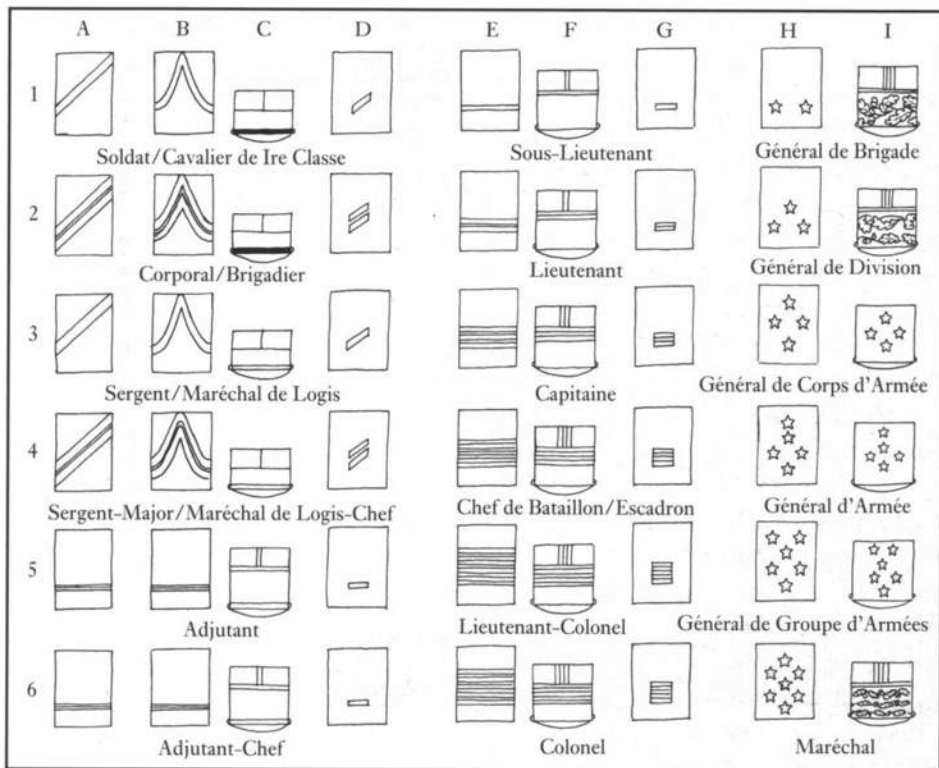 A B C D E F G H I
1
Soldat/Cavalier de Ire Classe Sous-Lieutenant Général de Brigade
2
Corporal/Brigadier Lieutenant Général de Division
3
Sergent/Maréchal de Logis Capitaine Général de Corps d'Armée
4
Sergent-Major/Maréchal de Logis-Chef Chef de Bataillon/Escadron Général d'Armée
5
Adjutant Lieutenant-Colonel Général de Groupe d'Armées
6
Adjutant-Chef Colonel Maréchal